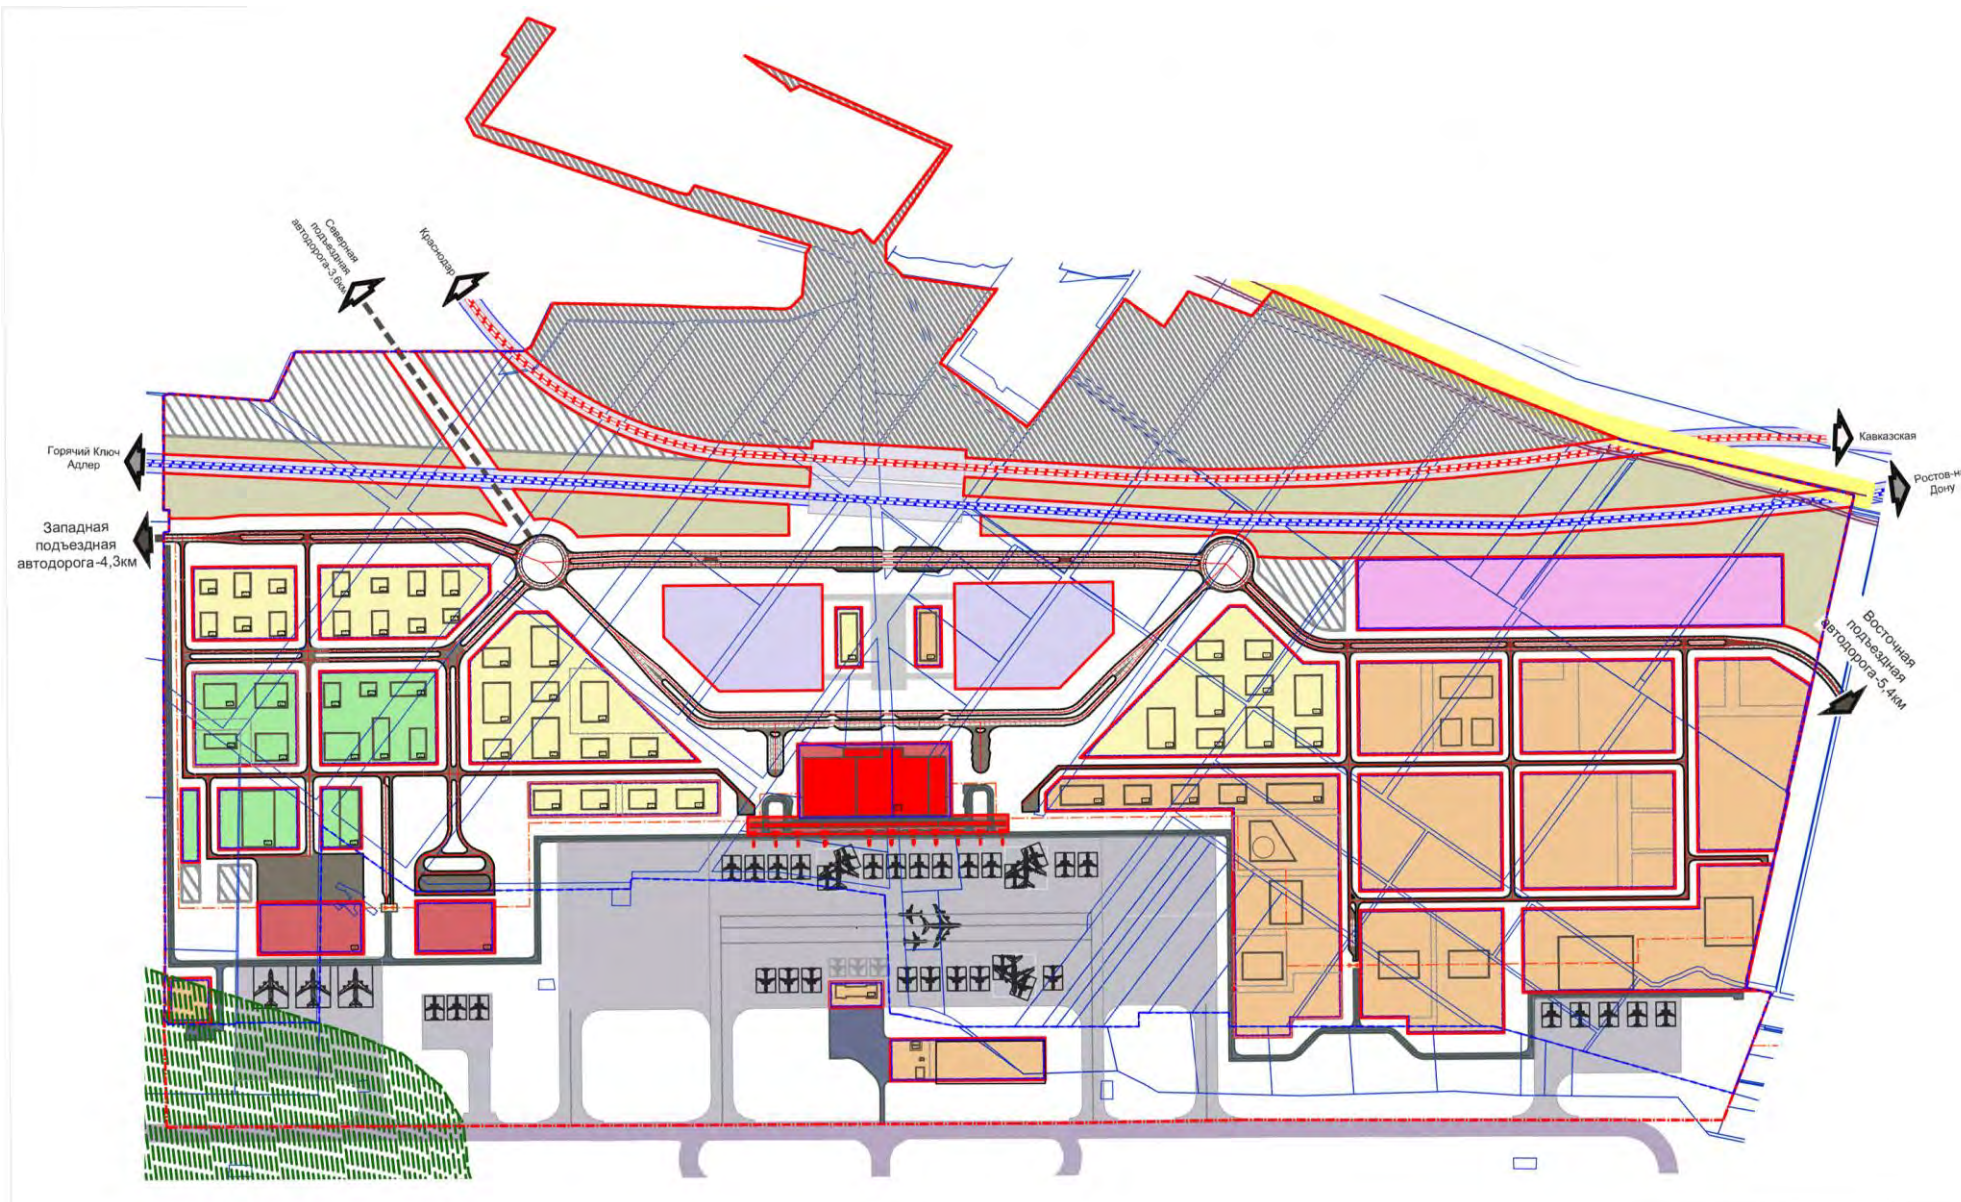 Северная
подъездная
автодорога-3,6км
Краснодар
Горячий Ключ
Адлер
Западная
подъездная
автодорога-4,3км
Кавказская
Ростов-н
Дону
Восточная
подъездная
автодорога-5,4км